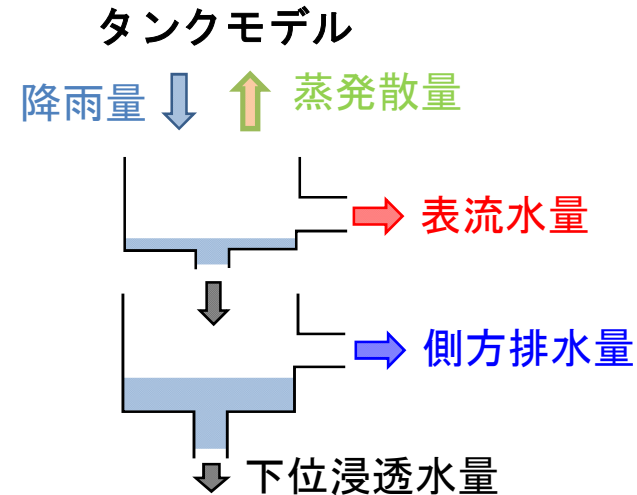 タンクモデル
降雨量
蒸発散量
表流水量
側方排水量
下位浸透水量